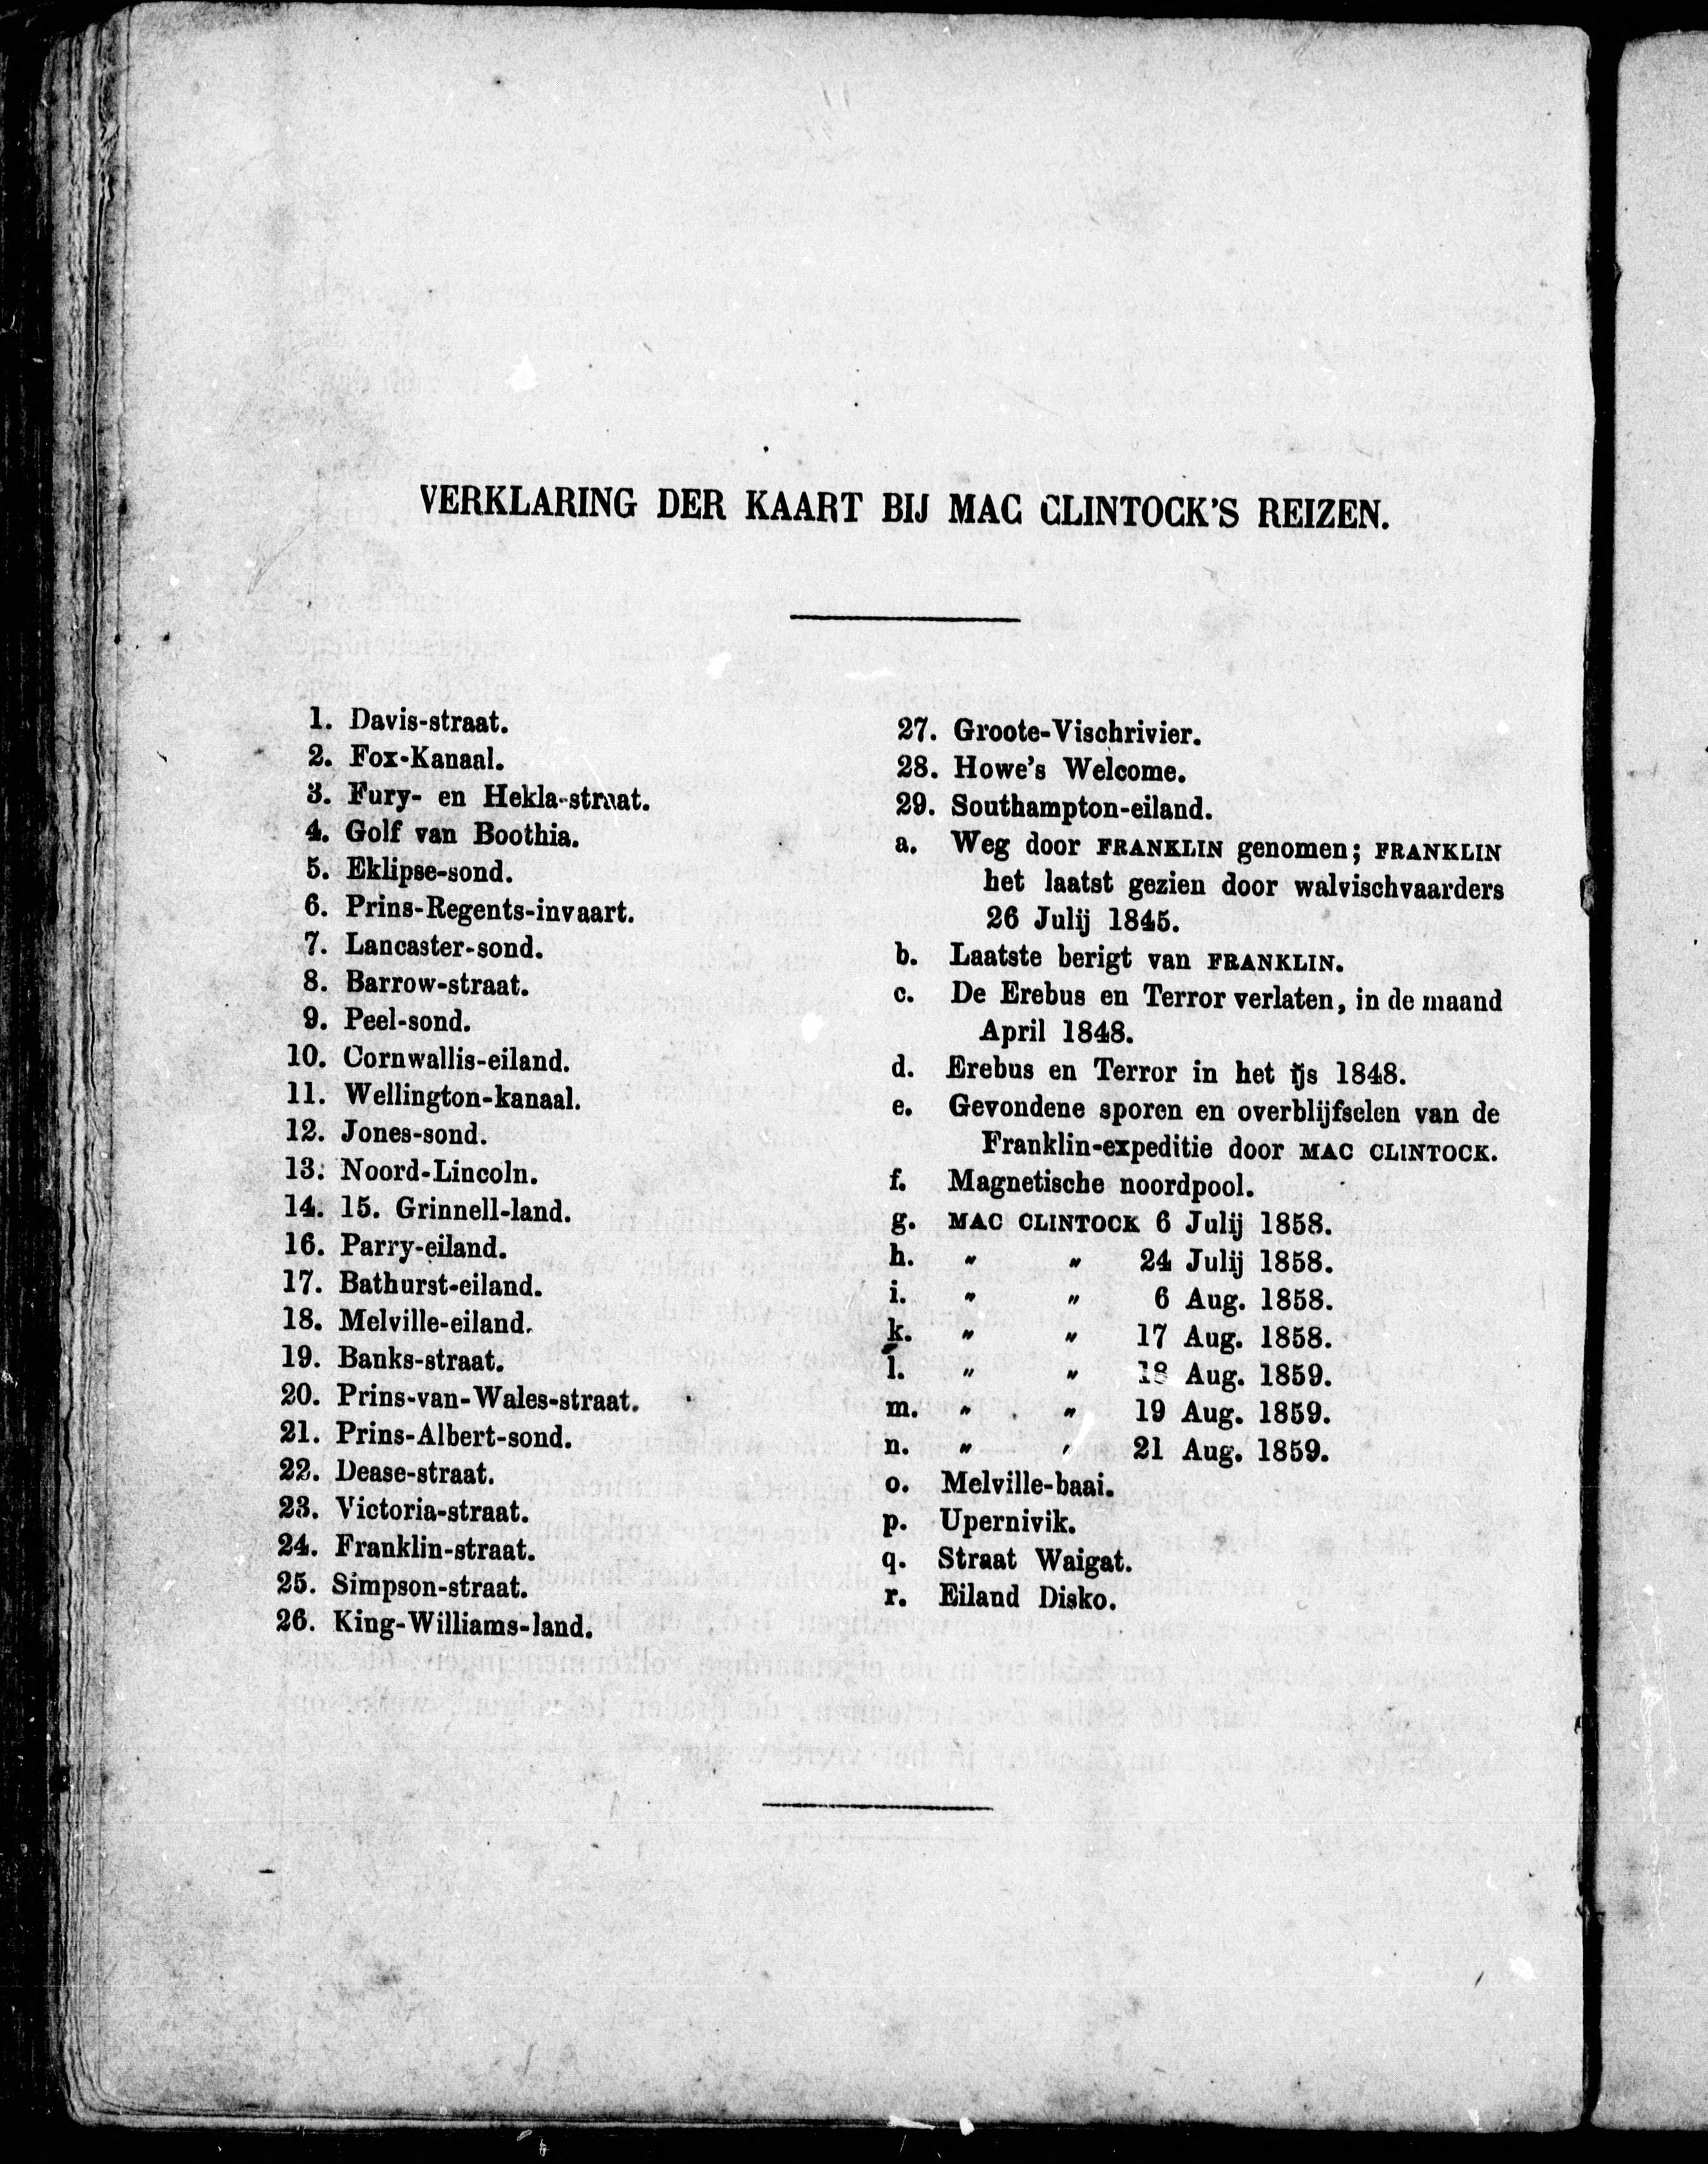 VERKLARING DER KAART BIJ MAC CLINTOCK'S REIZEN.
1. Davis-straat.
2. Fox-Kanaal.
3. Fury- en Hekla-straat.
4. Golf van Boothia.
5. Eklipse-sond.
6. Prins-Regents-invaart.
7. Lancaster-sond.
8. Barrow-straat.
9. Peel-sond.
10. Cornwallis-eiland.
11. Wellington-kanaal.
12. Jones-sond.
13. Noord-Lincoln.
14. 15. Grinnell-land.
16. Parry-eiland.
17. Bathurst-eiland.
18. Melville-eiland.
19. Banks-straat.
20. Prins-van-Wales-straat.
21. Prins-Albert-sond.
22. Dease-straat.
23. Victoria-straat.
24. Franklin-straat.
25. Simpson-straat.
26. King-Williams-land.
27. Groote-Vischrivier.
28. Howe's Welcome.
29. Southampton-eiland.
a. Weg door FRANKLIN genomen; FRANKLIN
het laatst gezien door walvischvaarders
26 Julij 1845.
b. Laatste berigt van FRANKLIN.
c. De Erebus en Terror verlaten, in de maand
April 1848.
d. Erebus en Terror in het ijs 1848.
e. Gevondene sporen en overblijfselen van de
Franklin-expeditie door MAC CLINTOCK.
f. Magnetische noordpool.
g. MAC CLINTOCK 6 Julij 1858.
h. " " 24 Julij 1858.
i. " " 6 Aug. 1858.
k. " " 17 Aug. 1858.
l. " " 18 Aug. 1859.
m. " " 19 Aug. 1859.
n. " " 21 Aug. 1859.
o. Melville-baai.
p. Upernivik.
q. Straat Waigat.
r. Eiland Disko.